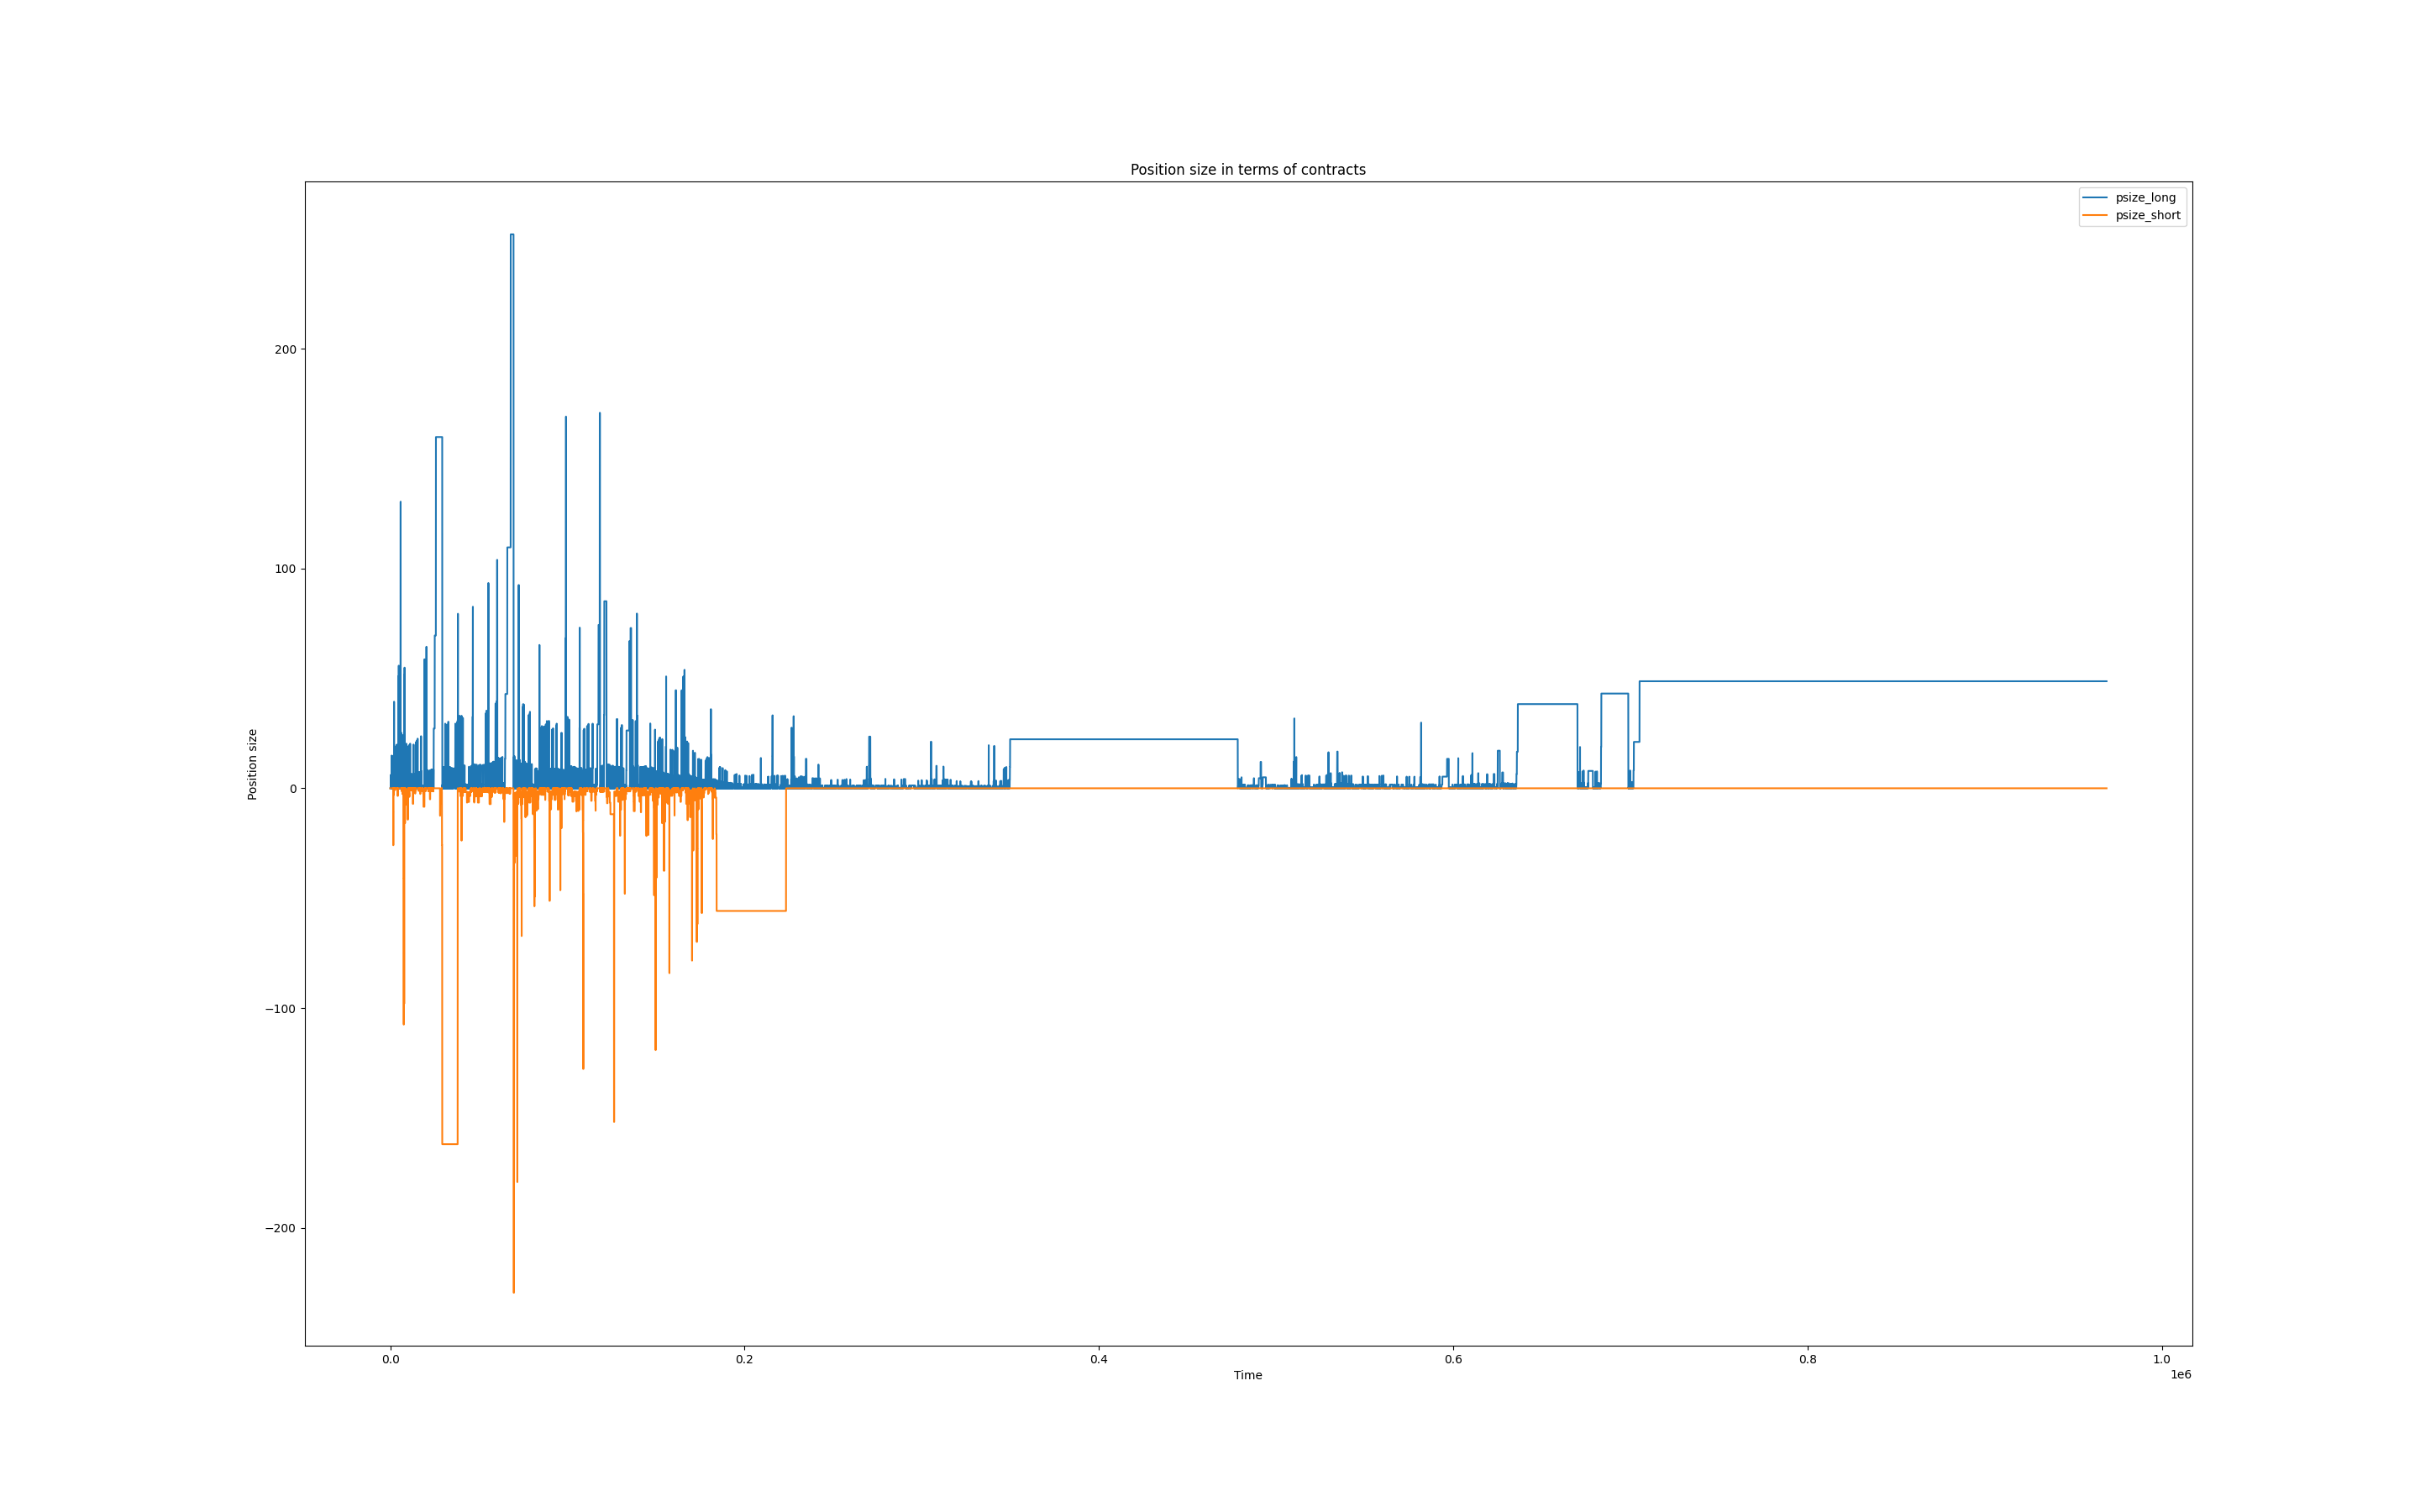 Position size in terms of contracts
psize_long
psize_short
Position size
200
100
0
−100
−200
0.0
0.2
0.4
0.6
0.8
1.0
1e6
Time